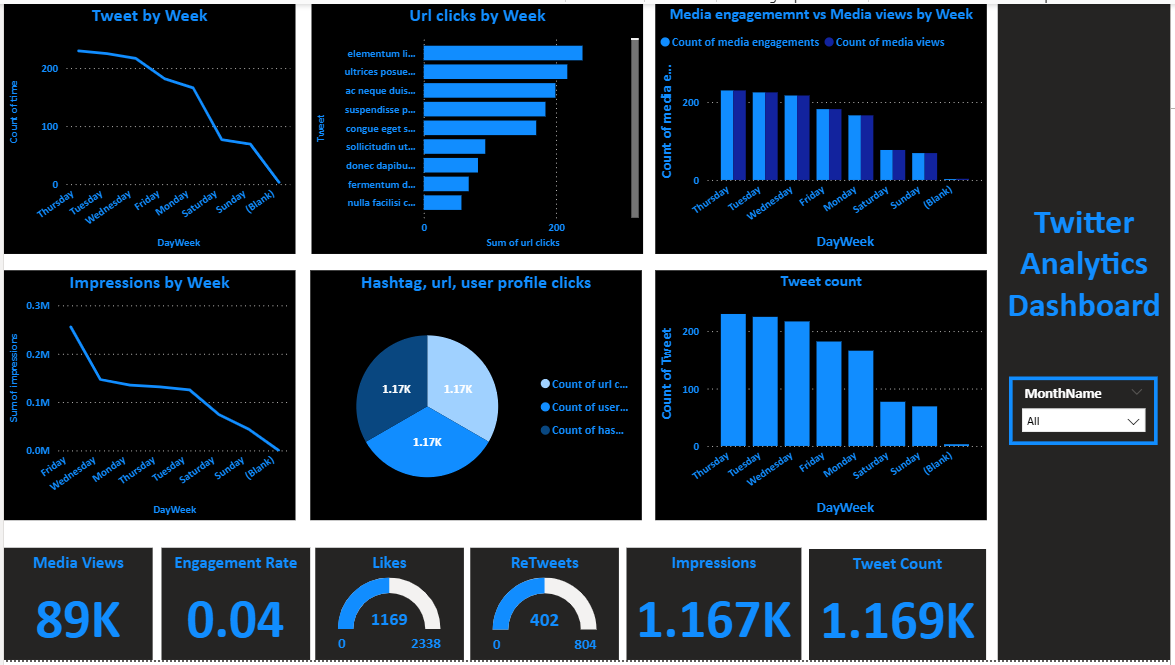 Tweet by Week
Count of time
200
100
0
Thursday
Tuesday
Wednesday
Friday
Monday
Saturday
Sunday
(Blank)
DayWeek
Url clicks by Week
Tweet
elementum li...
ultrices posue...
ac neque duis...
suspendisse p...
congue eget s...
sollicitudin ut...
donec dapibu...
fermentum d...
nulla facilisi c...
0
200
Sum of url clicks
Media engagememnt vs Media views by Week
Count of media engagements
Count of media views
Count of media e...
200
0
Thursday
Tuesday
Wednesday
Friday
Monday
Saturday
Sunday
(Blank)
DayWeek
Twitter
Analytics
Dashboard
MonthName
All
Impressions by Week
Sum of impressions
0.3M
0.2M
0.1M
0.0M
Friday
Wednesday
Monday
Thursday
Tuesday
Saturday
Sunday
(Blank)
DayWeek
Hashtag, url, user profile clicks
1.17K
1.17K
1.17K
Count of url c...
Count of user...
Count of has...
Tweet count
Count of Tweet
200
100
0
Thursday
Tuesday
Wednesday
Friday
Monday
Saturday
Sunday
(Blank)
DayWeek
Media Views
89K
Engagement Rate
0.04
Likes
1169
0
2338
ReTweets
402
0
804
Impressions
1.167K
Tweet Count
1.169K